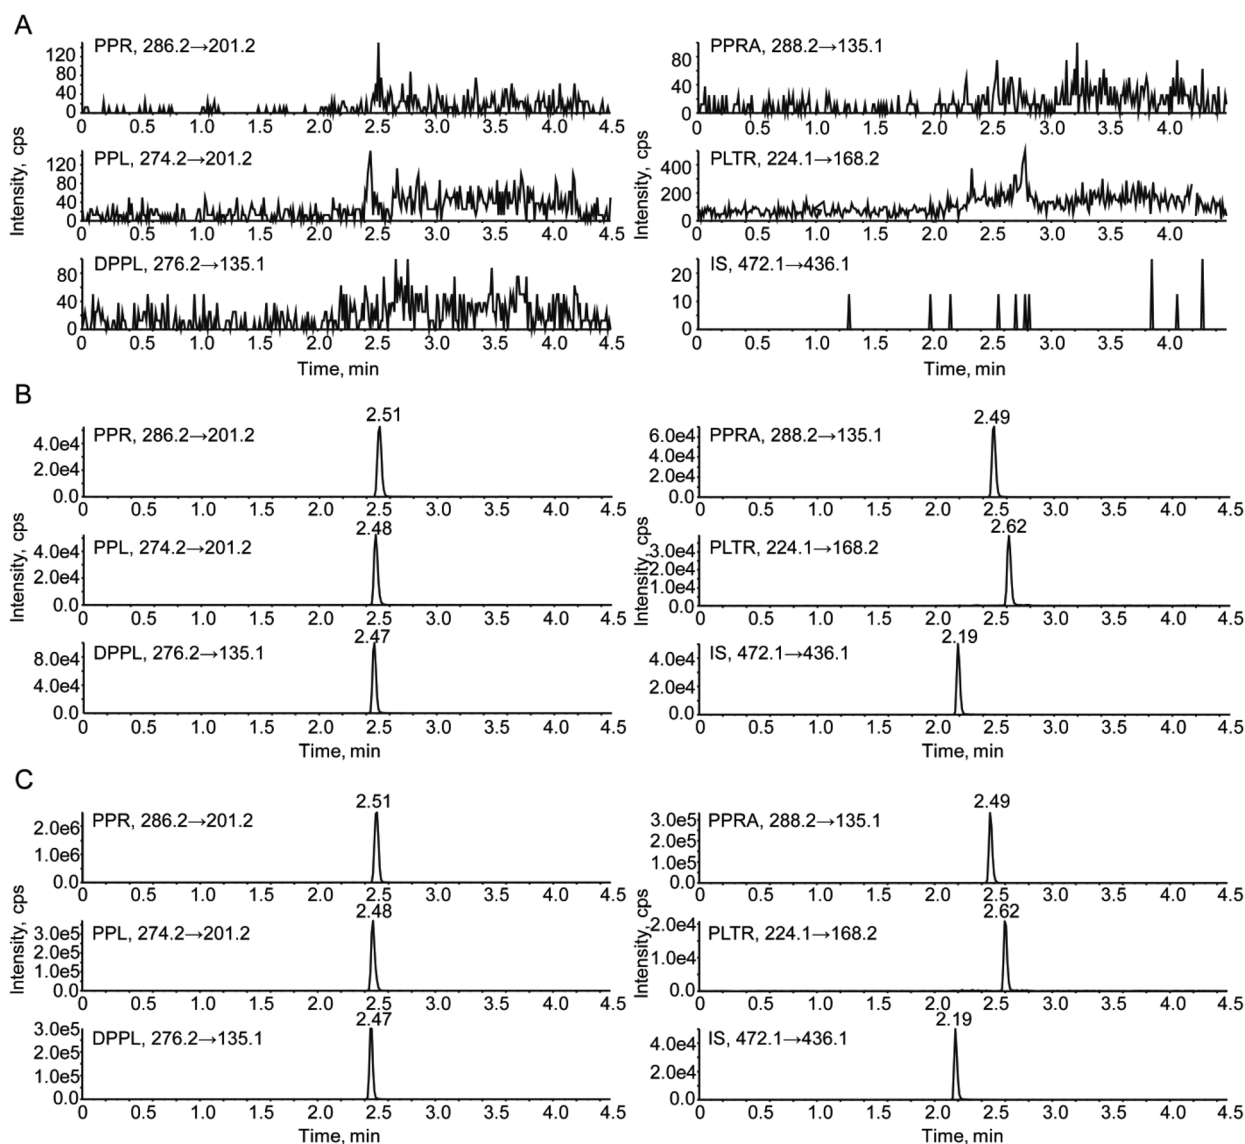 A
PPR, 286.2→201.2
120
80
40
0
0 0.5 1.0 1.5 2.0 2.5 3.0 3.5 4.0 4.5
PPRA, 288.2→135.1
80
40
0
0 0.5 1.0 1.5 2.0 2.5 3.0 3.5 4.0
PPL, 274.2→201.2
120
80
40
0
0 0.5 1.0 1.5 2.0 2.5 3.0 3.5 4.0 4.5
PLTR, 224.1→168.2
400
200
0
0 0.5 1.0 1.5 2.0 2.5 3.0 3.5 4.0
DPPL, 276.2→135.1
80
40
0
0 0.5 1.0 1.5 2.0 2.5 3.0 3.5 4.0 4.5
IS, 472.1→436.1
20
10
0
0 0.5 1.0 1.5 2.0 2.5 3.0 3.5 4.0
Intensity, cps
Intensity, cps
Time, min
Time, min
B
2.51
PPR, 286.2→201.2
4.0e4
2.0e4
0.0
0 0.5 1.0 1.5 2.0 2.5 3.0 3.5 4.0 4.5
2.49
PPRA, 288.2→135.1
6.0e4
4.0e4
2.0e4
0.0
0 0.5 1.0 1.5 2.0 2.5 3.0 3.5 4.0 4.5
2.48
PPL, 274.2→201.2
4.0e4
2.0e4
0.0
0 0.5 1.0 1.5 2.0 2.5 3.0 3.5 4.0 4.5
2.62
PLTR, 224.1→168.2
3.0e4
2.0e4
1.0e4
0.0
0 0.5 1.0 1.5 2.0 2.5 3.0 3.5 4.0 4.5
2.47
DPPL, 276.2→135.1
8.0e4
4.0e4
0.0
0 0.5 1.0 1.5 2.0 2.5 3.0 3.5 4.0 4.5
2.19
IS, 472.1→436.1
4.0e4
2.0e4
0.0
0 0.5 1.0 1.5 2.0 2.5 3.0 3.5 4.0 4.5
Intensity, cps
Intensity, cps
Time, min
Time, min
C
2.51
PPR, 286.2→201.2
2.0e6
1.0e6
0.0
0 0.5 1.0 1.5 2.0 2.5 3.0 3.5 4.0 4.5
2.49
PPRA, 288.2→135.1
3.0e5
2.0e5
1.0e5
0.0
0 0.5 1.0 1.5 2.0 2.5 3.0 3.5 4.0 4.5
2.48
PPL, 274.2→201.2
3.0e5
2.0e5
1.0e5
0.0
0 0.5 1.0 1.5 2.0 2.5 3.0 3.5 4.0 4.5
2.62
PLTR, 224.1→168.2
2.0e4
1.0e4
0.0
0 0.5 1.0 1.5 2.0 2.5 3.0 3.5 4.0 4.5
2.47
DPPL, 276.2→135.1
3.0e5
2.0e5
1.0e5
0.0
0 0.5 1.0 1.5 2.0 2.5 3.0 3.5 4.0 4.5
2.19
IS, 472.1→436.1
4.0e4
2.0e4
0.0
0 0.5 1.0 1.5 2.0 2.5 3.0 3.5 4.0 4.5
Intensity, cps
Intensity, cps
Time, min
Time, min